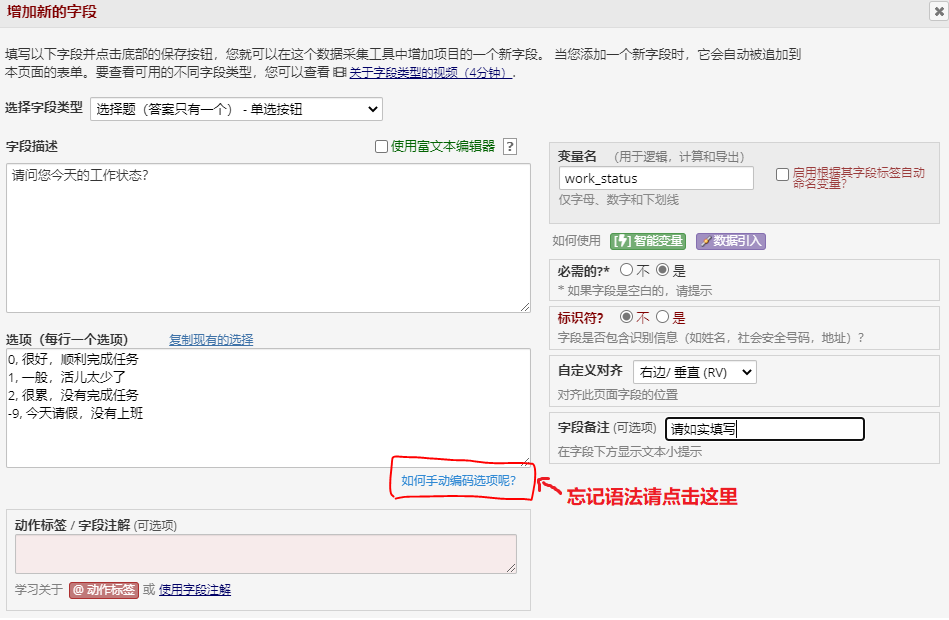 增加新的字段
填写以下字段并点击底部的保存按钮，您就可以在这个数据采集工具中增加项目的一个新字段。 当您添加一个新字段时，它会自动被追加到
本页面的表单。要查看可用的不同字段类型，您可以查看 关于字段类型的视频（4分钟）.
选择字段类型 选择题（答案只有一个） - 单选按钮
字段描述 使用富文本编辑器 ?
请问您今天的工作状态？
选项（每行一个选项） 复制现有的选择
0, 很好，顺利完成任务
1, 一般，活儿太少了
2, 很累，没有完成任务
-9, 今天请假，没有上班
如何手动编码选项呢？
忘记语法请点击这里
动作标签 / 字段注解 (可选项)
学习关于 @ 动作标签 或 使用字段注解
变量名 （用于逻辑，计算和导出）
work_status
启用根据其字段标签自动
命名变量？
仅字母、数字和下划线
如何使用 [⚡] 智能变量 数据引入
必需的?* 不 是
* 如果字段是空白的，请提示
标识符？ 不 是
字段是否包含识别信息（如姓名，社会安全号码，地址）？
自定义对齐 右边/ 垂直 (RV)
对齐此页面字段的位置
字段备注 (可选项) 请如实填写
在字段下方显示文本小提示